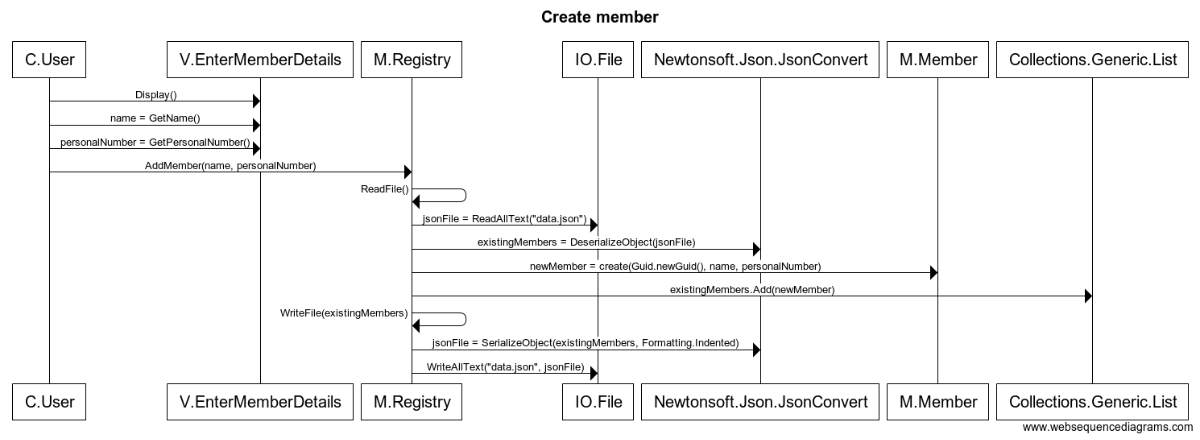 Create member
C.User
V.EnterMemberDetails
M.Registry
IO.File
Newtonsoft.Json.JsonConvert
M.Member
Collections.Generic.List
Display()
name = GetName()
personalNumber = GetPersonalNumber()
AddMember(name, personalNumber)
ReadFile()
jsonFile = ReadAllText("data.json")
existingMembers = DeserializeObject(jsonFile)
newMember = create(Guid.newGuid(), name, personalNumber)
existingMembers.Add(newMember)
WriteFile(existingMembers)
jsonFile = SerializeObject(existingMembers, Formatting.Indented)
WriteAllText("data.json", jsonFile)
C.User
V.EnterMemberDetails
M.Registry
IO.File
Newtonsoft.Json.JsonConvert
M.Member
Collections.Generic.List
www.websequencediagrams.com